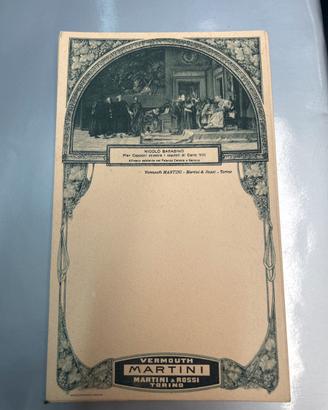 NICOLÒ BARABINO
Pier Capponi straccia i capitoli di Carlo VIII
Affresco esistente nel Palazzo Celesia a Genova
Vermouth MARTINI - Martini & Rossi - Torino
VERMOUTH
MARTINI
MARTINI & ROSSI
TORINO